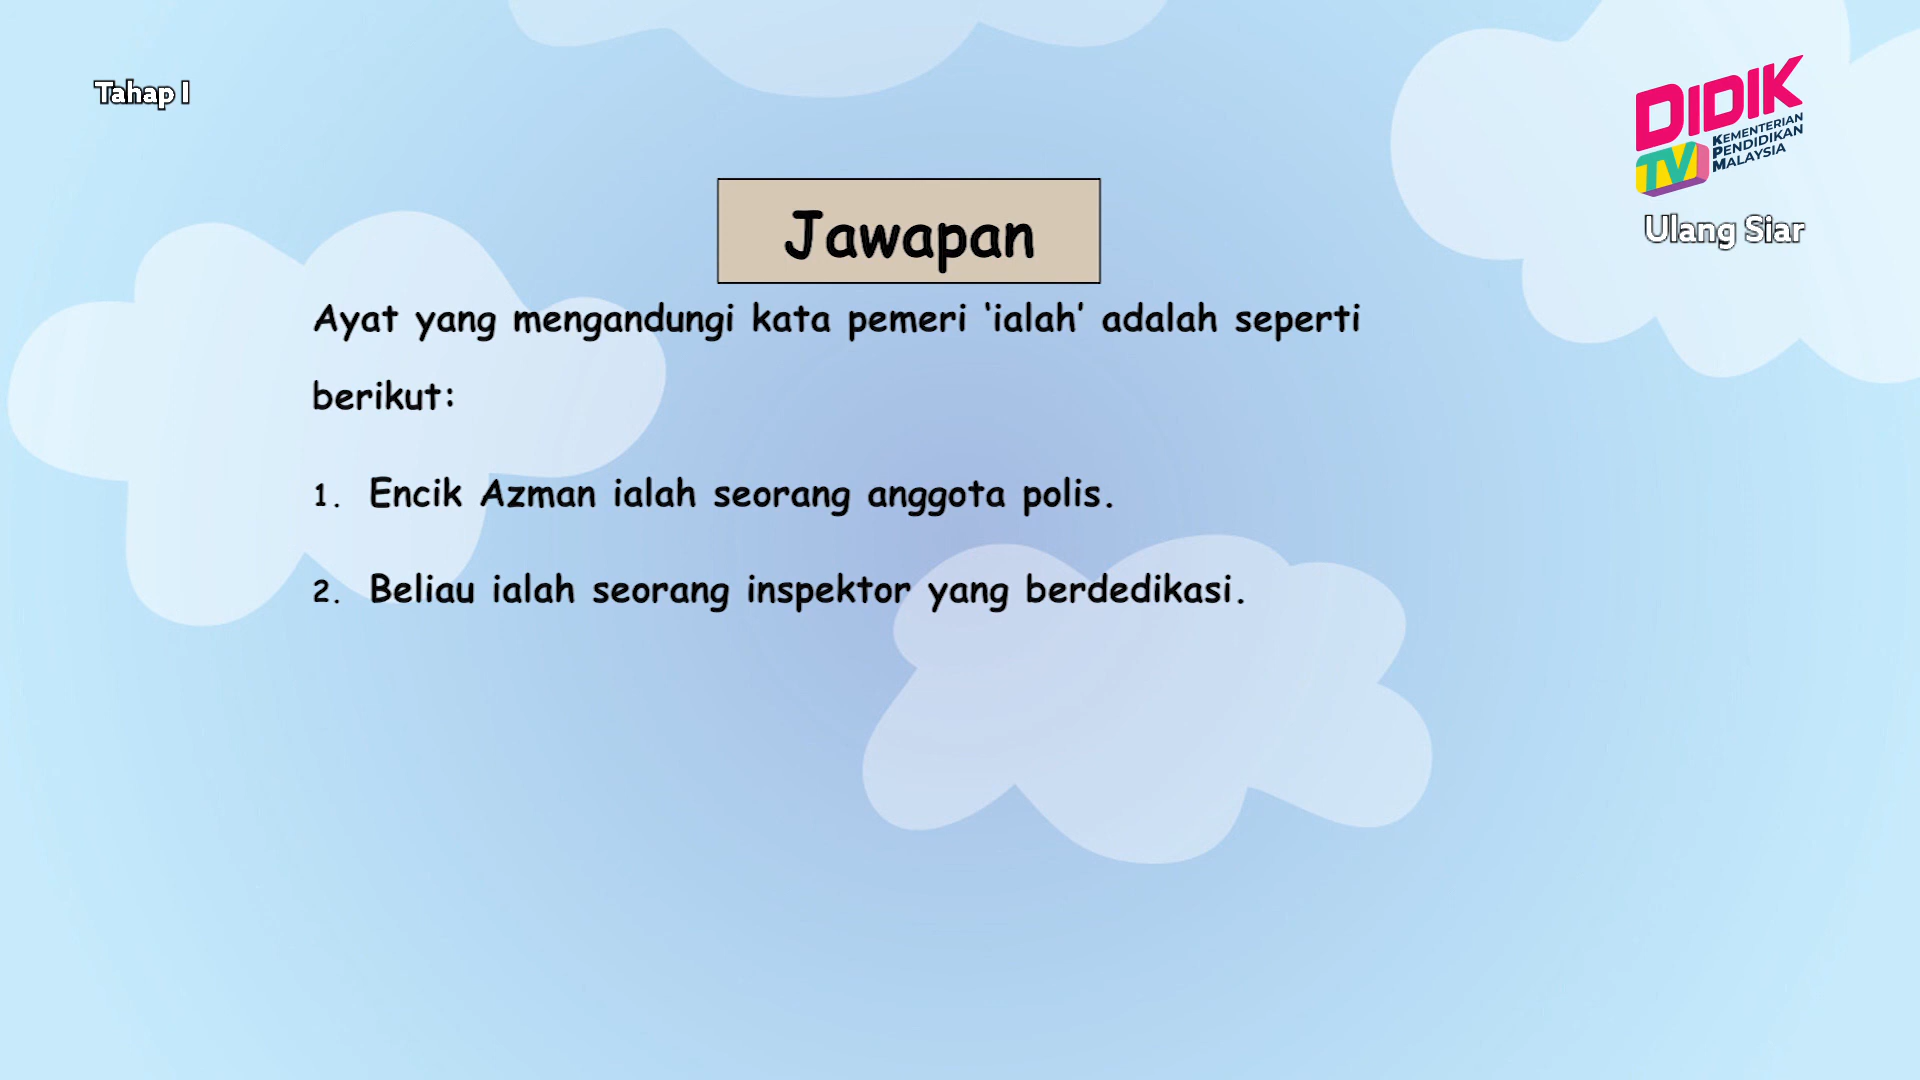 Tahap I
DIDIK
TV
KEMENTERIAN
PENDIDIKAN
MALAYSIA
Ulang Siar
Jawapan
Ayat yang mengandungi kata pemeri ‘ialah’ adalah seperti
berikut:
1. Encik Azman ialah seorang anggota polis.
2. Beliau ialah seorang inspektor yang berdedikasi.